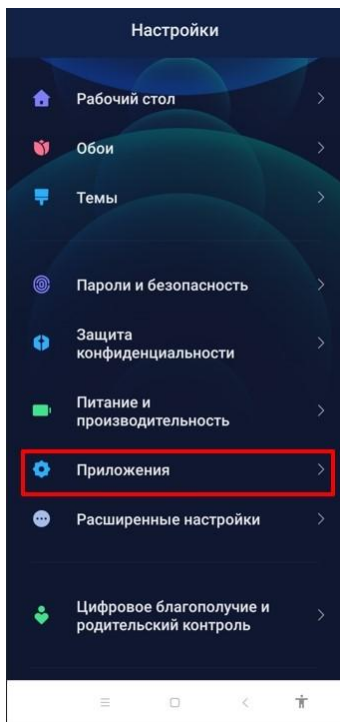 Настройки
Рабочий стол
Обои
Темы
Пароли и безопасность
Защита
конфиденциальности
Питание и
производительность
Приложения
Расширенные настройки
Цифровое благополучие и
родительский контроль